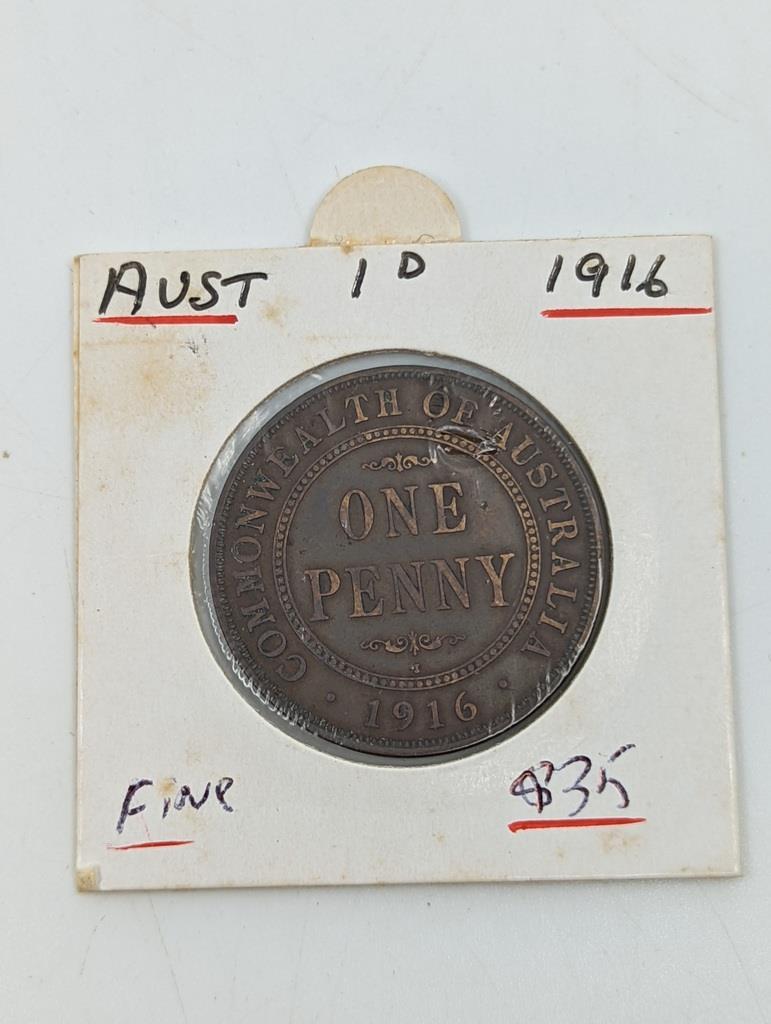 AUST 1D 1916
COMMONWEALTH OF AUSTRALIA
ONE
PENNY
I
· 1916 ·
Fine $35